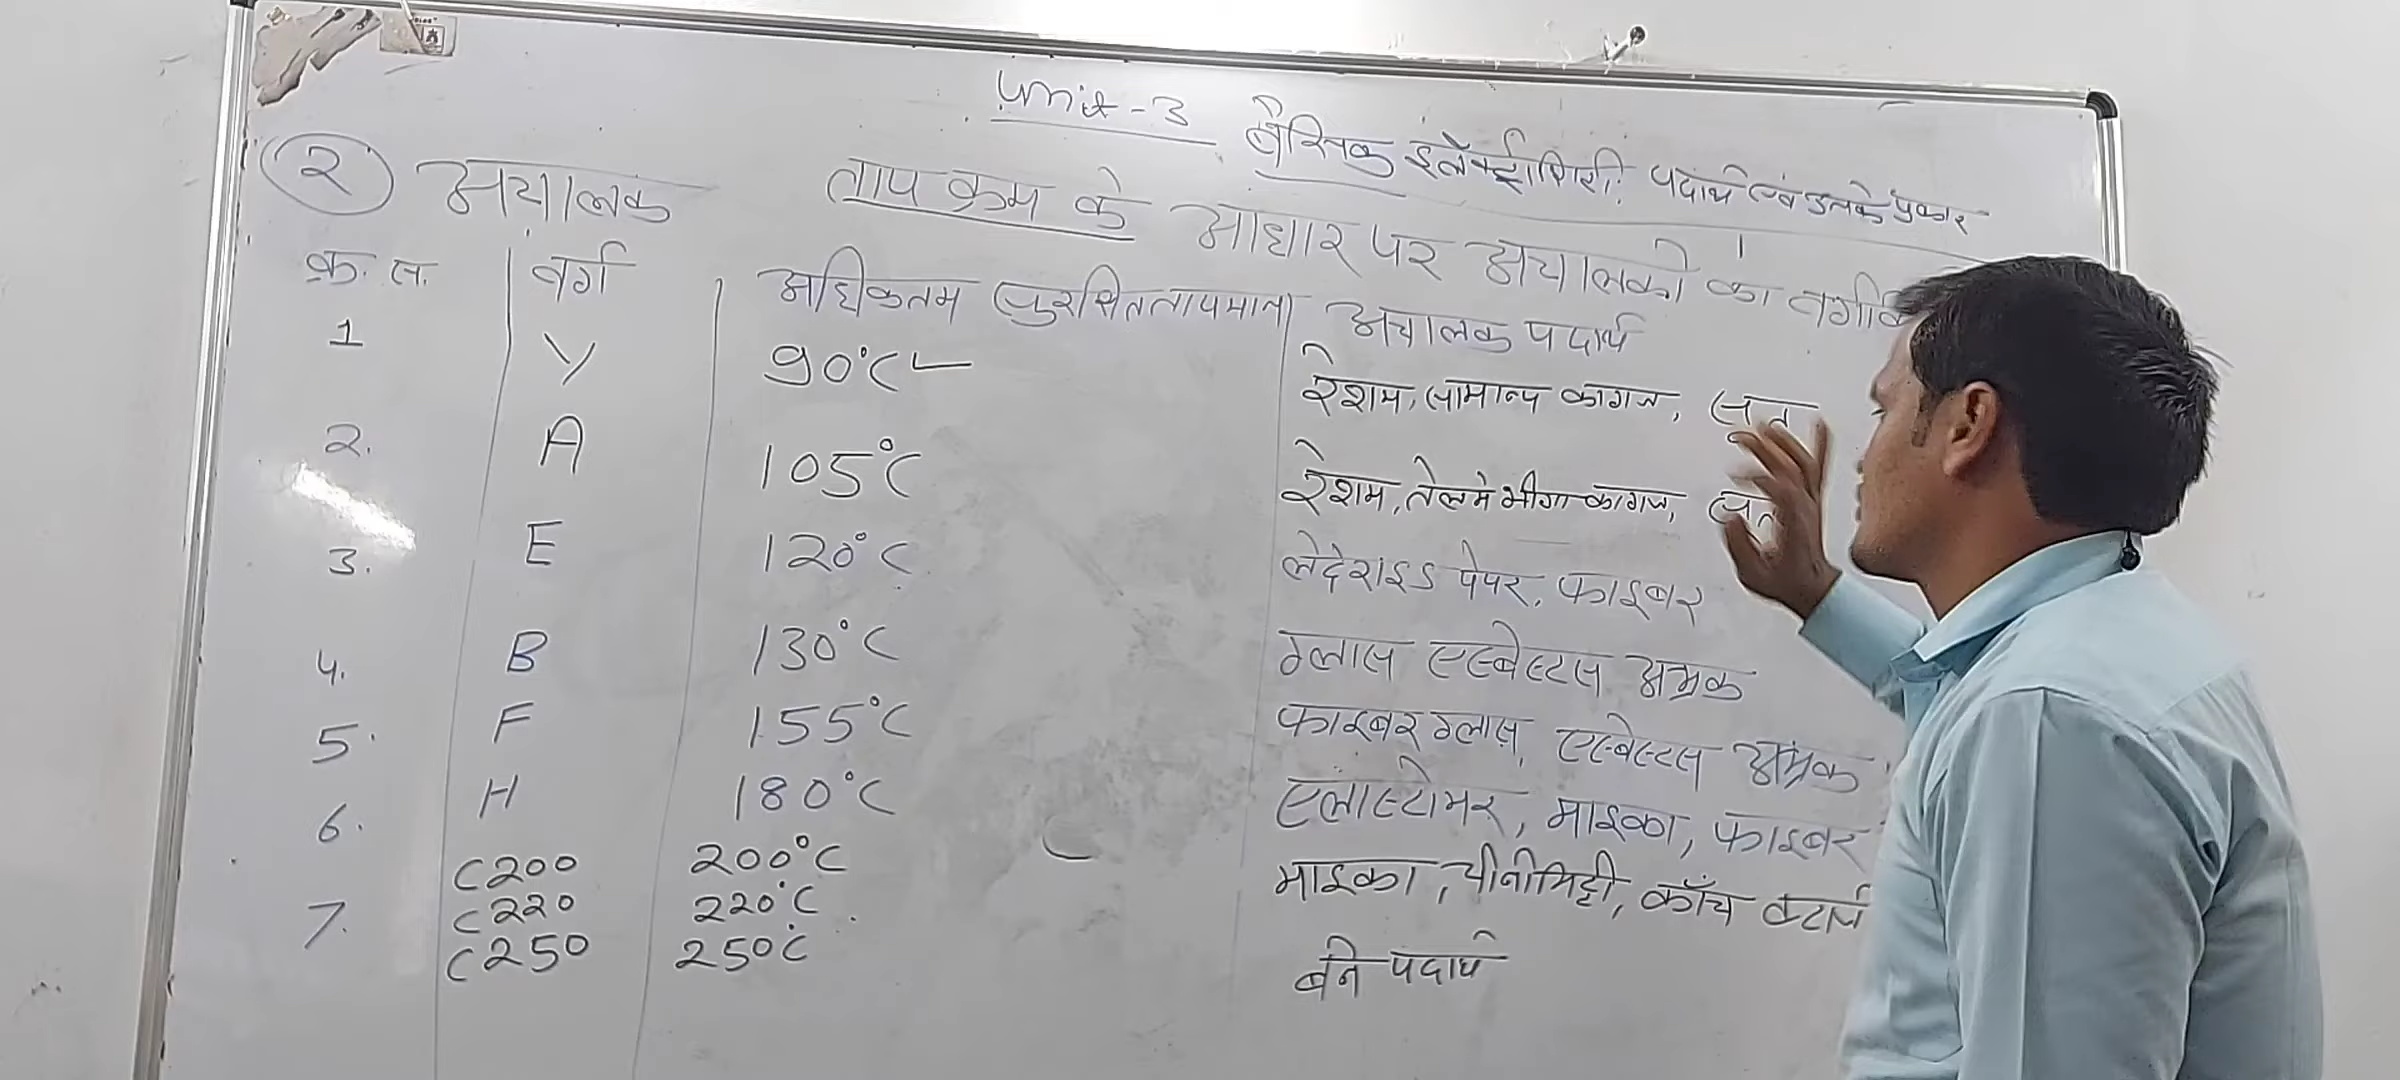 Unit - 3 बैसिक इलेक्ट्रीसिटी, पदार्थ एवं उनके प्रकार
2 अचालक ताप क्रम के आधार पर अचालको का वर्गीक
क्र. स. वर्ग अधिकतम सुरक्षित तापमान अचालक पदार्थ
1 Y 90°C रेशम, सामान्य कागज, सूत
2. A 105°C रेशम, तेल मे भीगा कागज, सूत
3. E 120°C लेदेराइड पेपर, फाइबर
4. B 130°C ग्लास एस्बेस्टस अभ्रक
5. F 155°C फाइबर ग्लास, एस्बेस्टस अभ्रक
6. H 180°C एलास्टोमर, माइका, फाइबर
7. C200 200°C माइका, चीनीमिट्टी, काँच
C220 220°C
C250 250°C बने पदार्थ